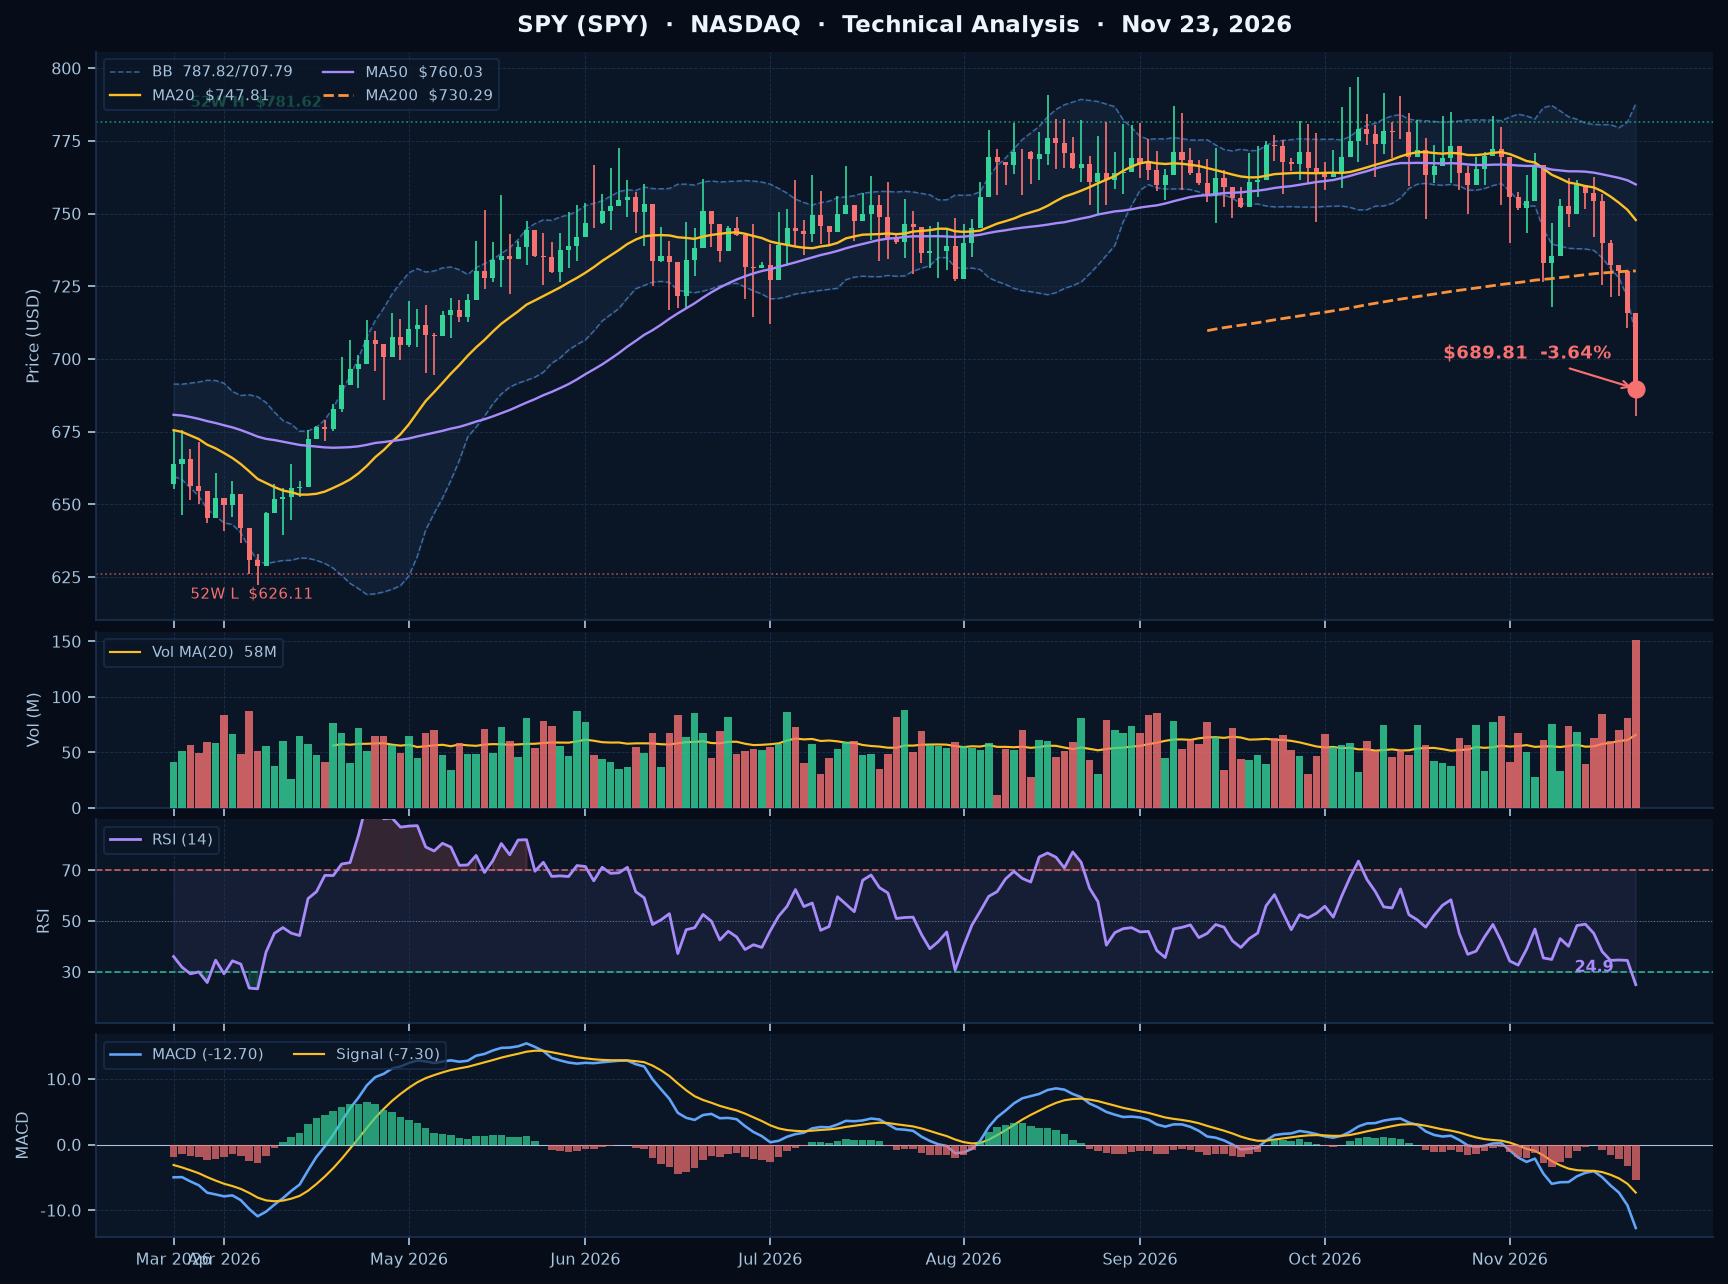 SPY (SPY)  ·  NASDAQ  ·  Technical Analysis  ·  Nov 23, 2026
BB  787.82/707.79
MA20  $747.81
MA50  $760.03
MA200  $730.29
52W H  $781.62
800
775
750
725
700
675
650
625
Price (USD)
$689.81  -3.64%
52W L  $626.11
Vol MA(20)  58M
150
100
50
0
Vol (M)
RSI (14)
70
50
30
RSI
24.9
MACD (-12.70)
Signal (-7.30)
10.0
0.0
-10.0
MACD
Mar 2026
Apr 2026
May 2026
Jun 2026
Jul 2026
Aug 2026
Sep 2026
Oct 2026
Nov 2026